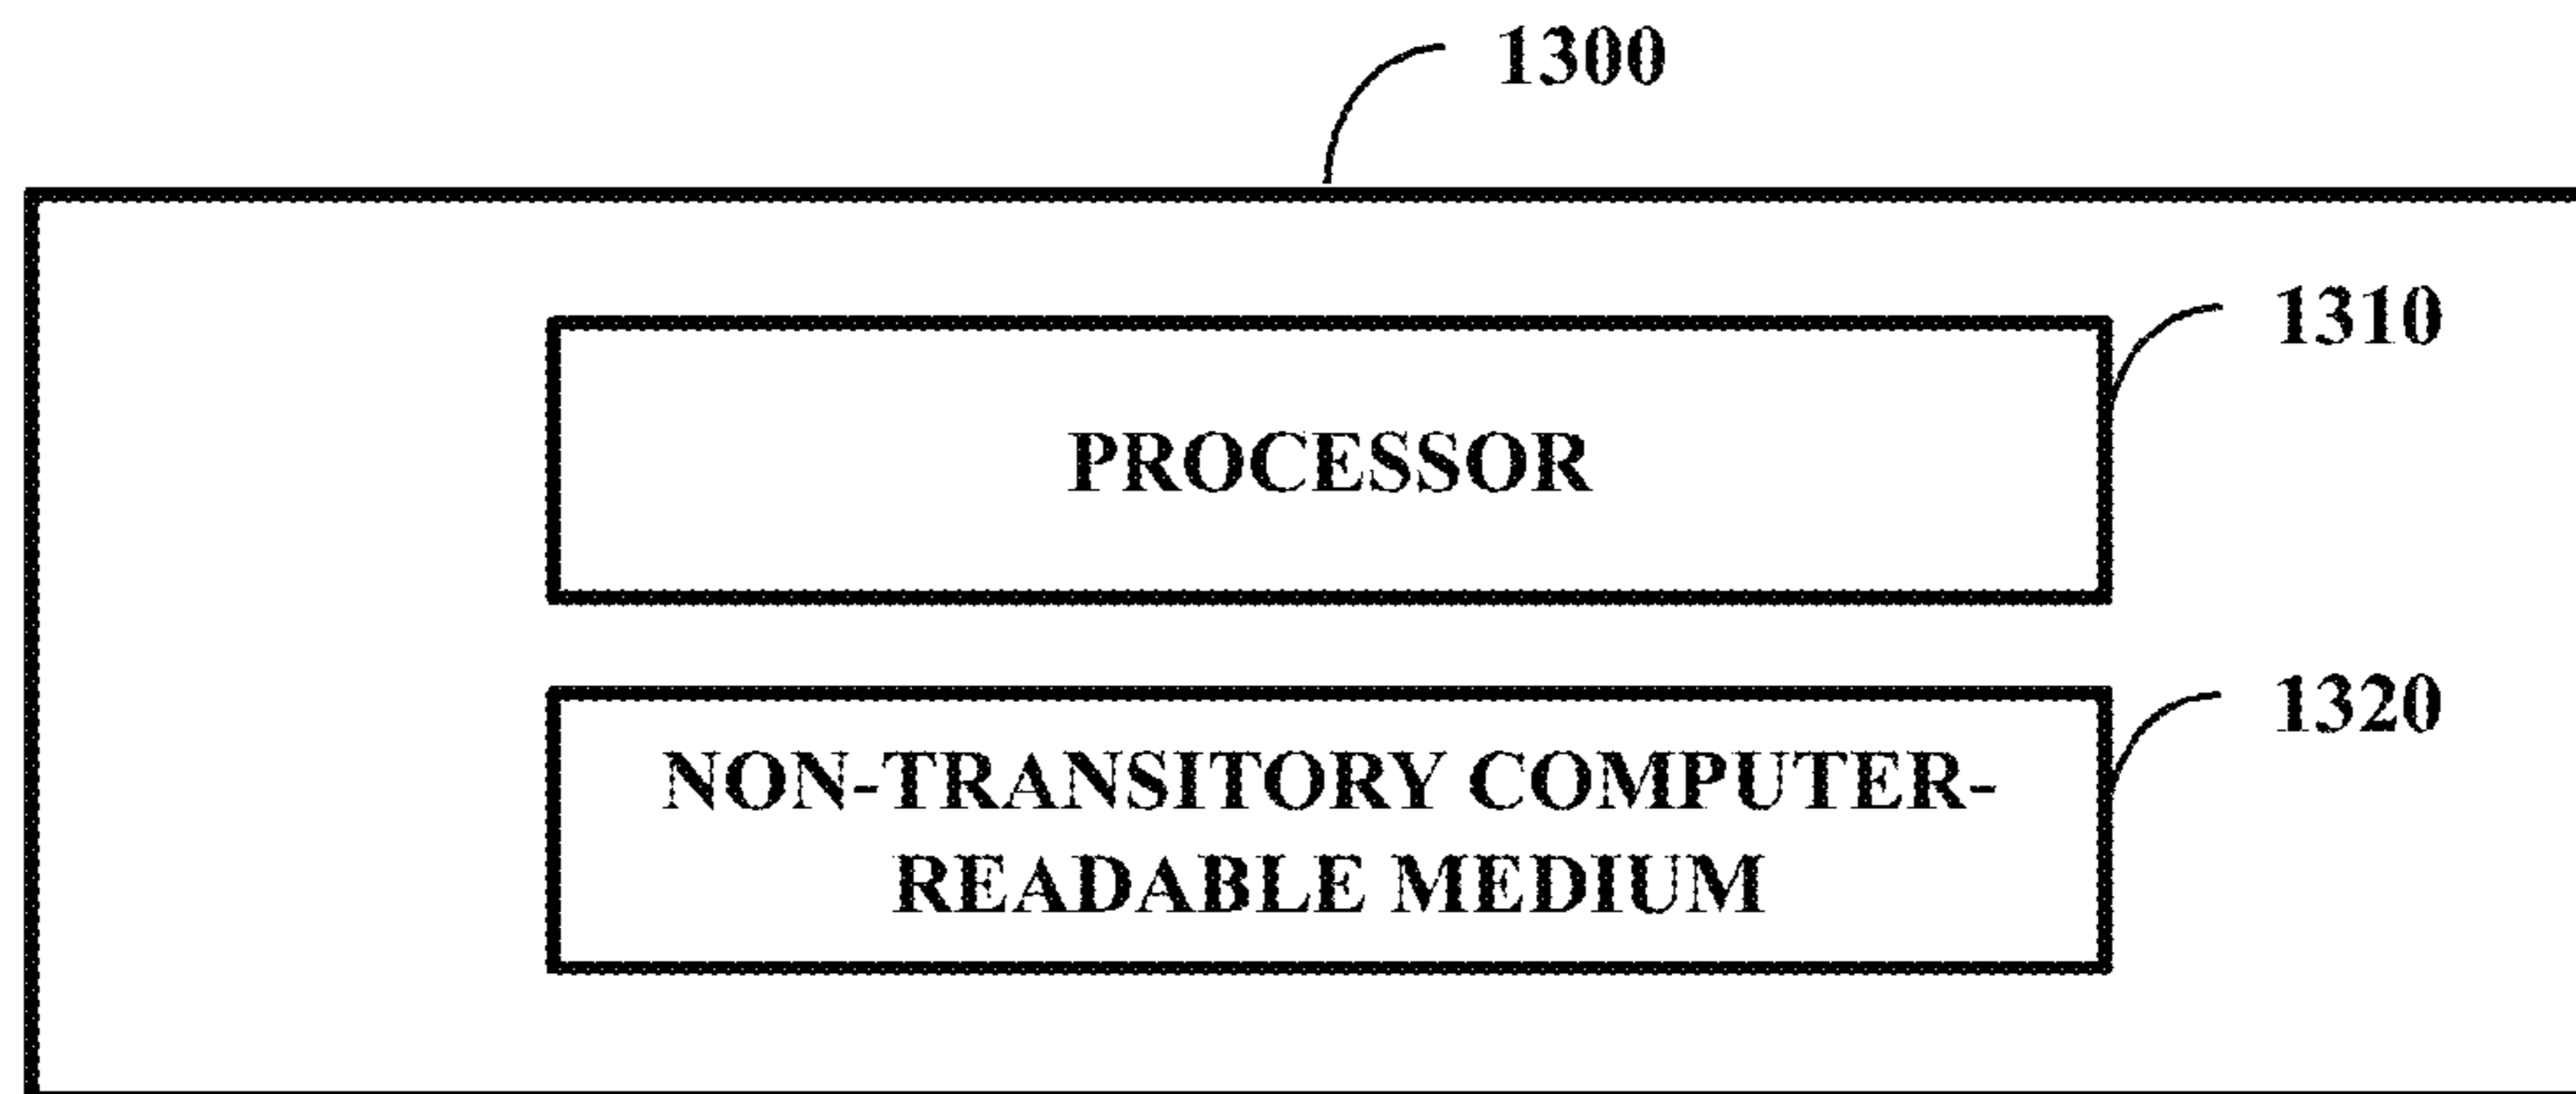 1300
1310
PROCESSOR
1320
NON-TRANSITORY COMPUTER-
READABLE MEDIUM